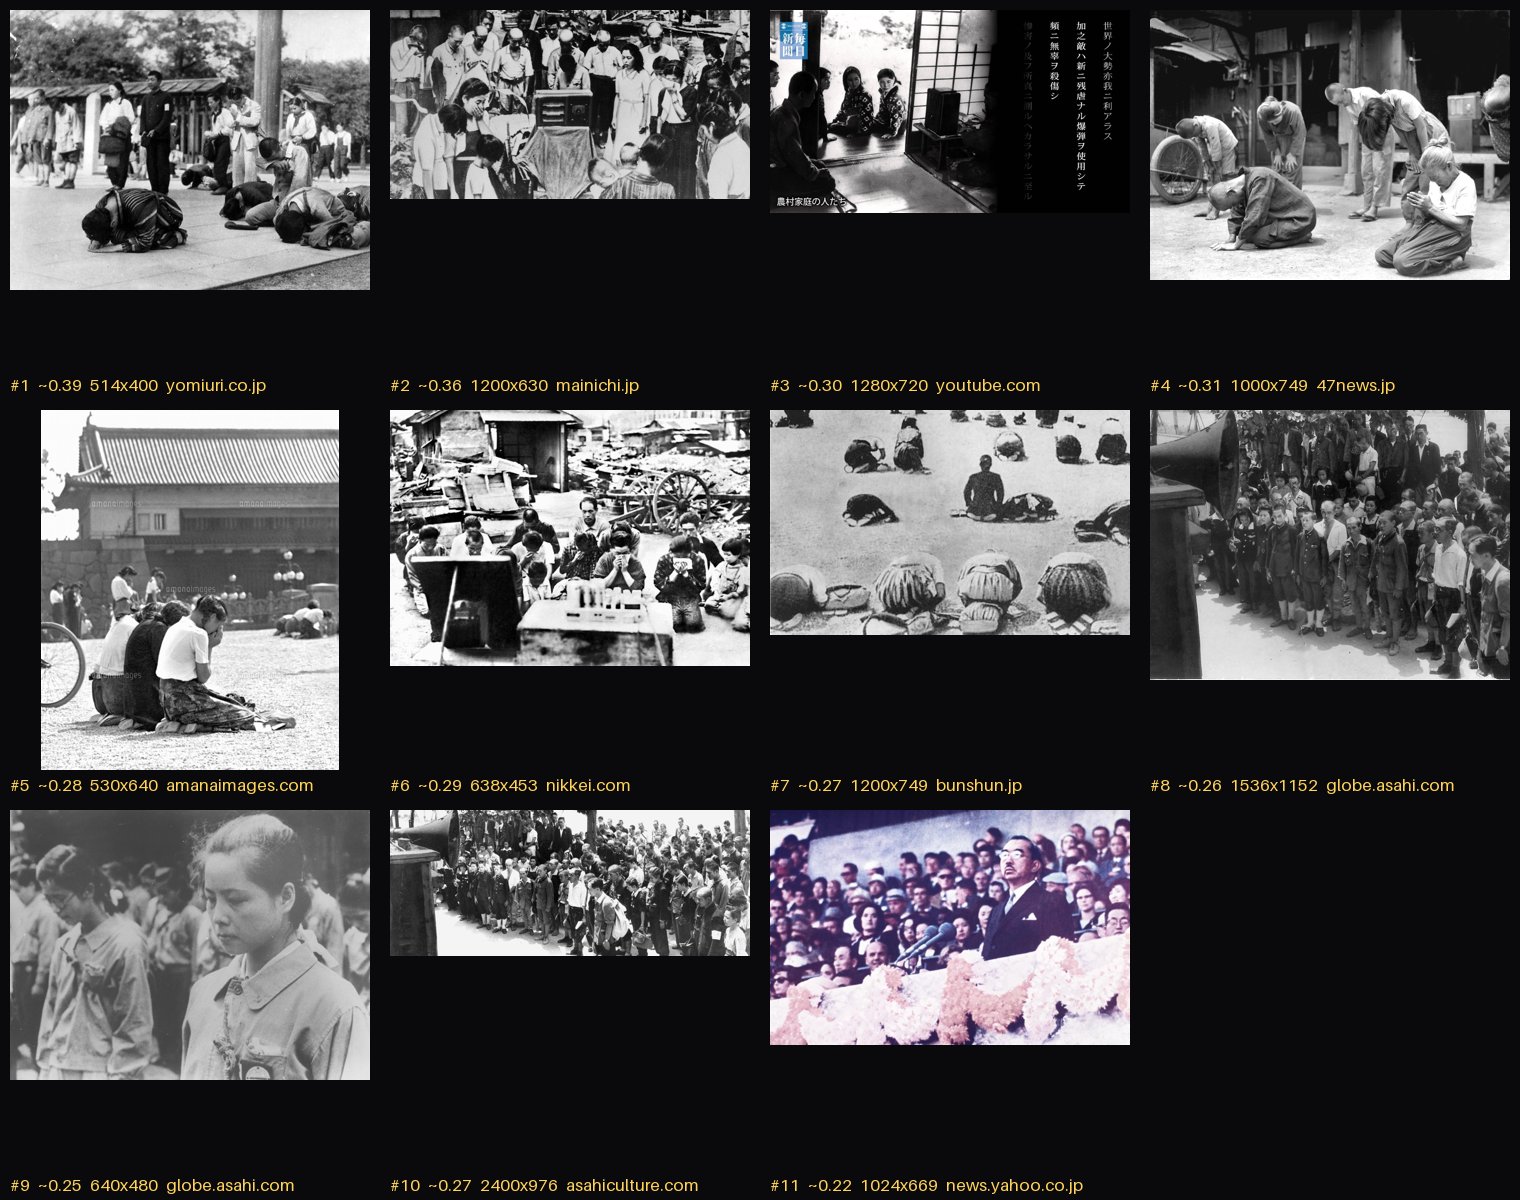 毎日
新聞
世界ノ大勢亦我ニ利アラス
加之敵ハ新ニ残虐ナル爆弾ヲ使用シテ
頻ニ無辜ヲ殺傷シ
農村家庭の人たち
#1 ~0.39 514x400 yomiuri.co.jp
#2 ~0.36 1200x630 mainichi.jp
#3 ~0.30 1280x720 youtube.com
#4 ~0.31 1000x749 47news.jp
amanaimages
amanaimages
amanaimages
amanaimages
#5 ~0.28 530x640 amanaimages.com
#6 ~0.29 638x453 nikkei.com
#7 ~0.27 1200x749 bunshun.jp
#8 ~0.26 1536x1152 globe.asahi.com
#9 ~0.25 640x480 globe.asahi.com
#10 ~0.27 2400x976 asahiculture.com
#11 ~0.22 1024x669 news.yahoo.co.jp